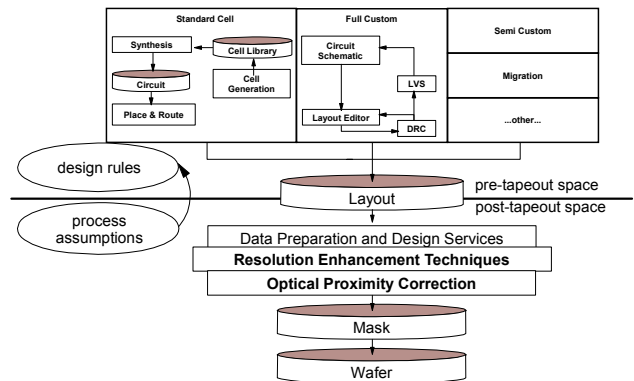 Standard Cell
Synthesis
Cell Library
Circuit
Cell
Generation
Place & Route
Full Custom
Circuit
Schematic
LVS
Layout Editor
DRC
Semi Custom
Migration
...other...
design rules
process
assumptions
pre-tapeout space
Layout
post-tapeout space
Data Preparation and Design Services
Resolution Enhancement Techniques
Optical Proximity Correction
Mask
Wafer